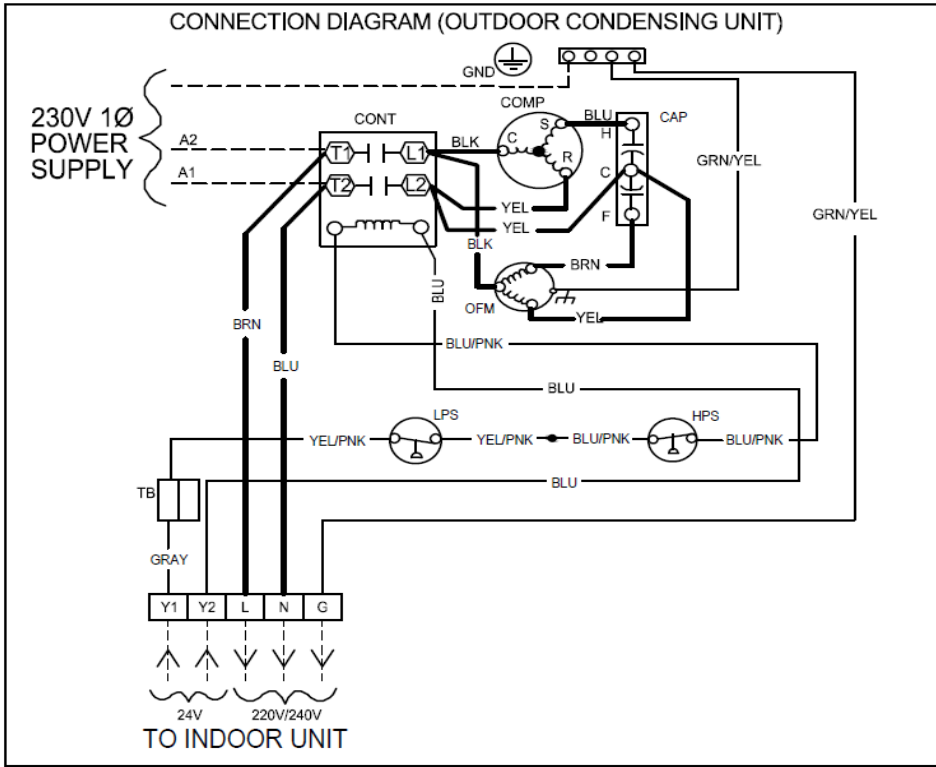 CONNECTION DIAGRAM (OUTDOOR CONDENSING UNIT)
GND
230V 1Ø
POWER
SUPPLY
A2
A1
CONT
T1
L1
T2
L2
BLK
COMP
C
S
R
BLU
H
C
F
CAP
GRN/YEL
GRN/YEL
YEL
YEL
BLK
BRN
OFM
YEL
BLU
BRN
BLU
BLU/PNK
BLU
LPS
HPS
YEL/PNK
YEL/PNK
BLU/PNK
BLU/PNK
BLU
TB
GRAY
Y1 Y2 L N G
24V
220V/240V
TO INDOOR UNIT